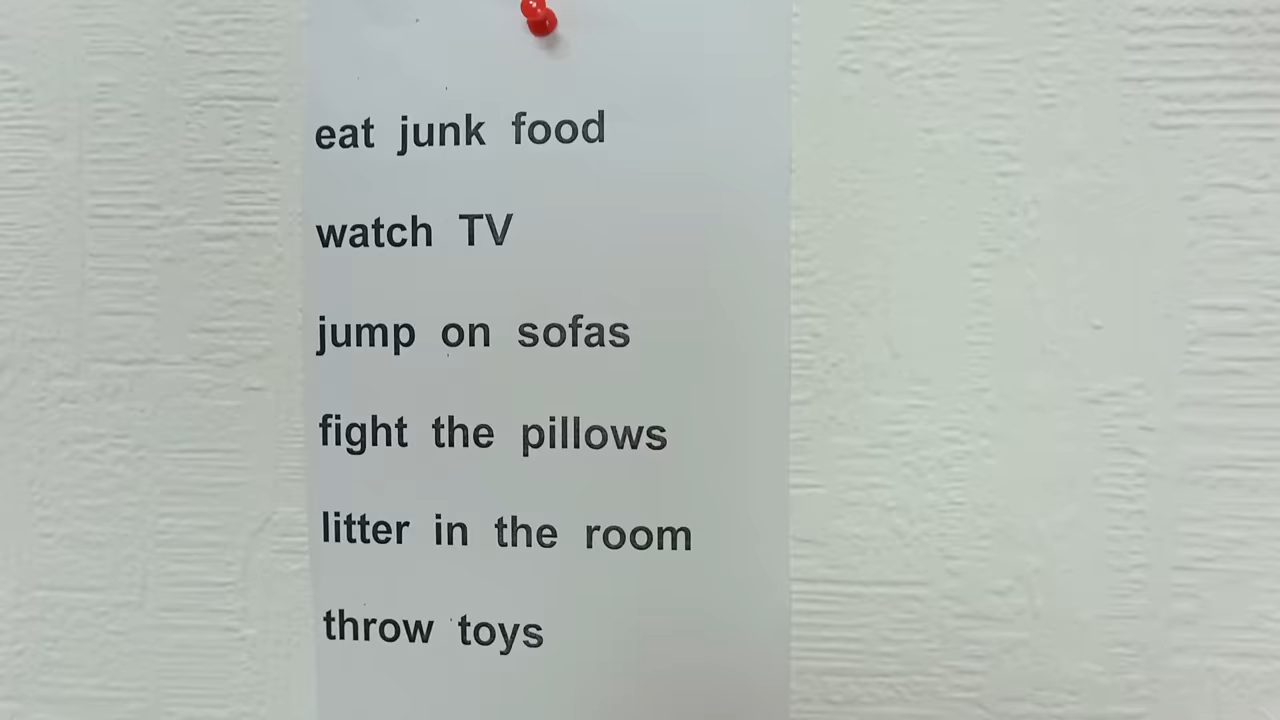 eat junk food
watch TV
jump on sofas
fight the pillows
litter in the room
throw toys